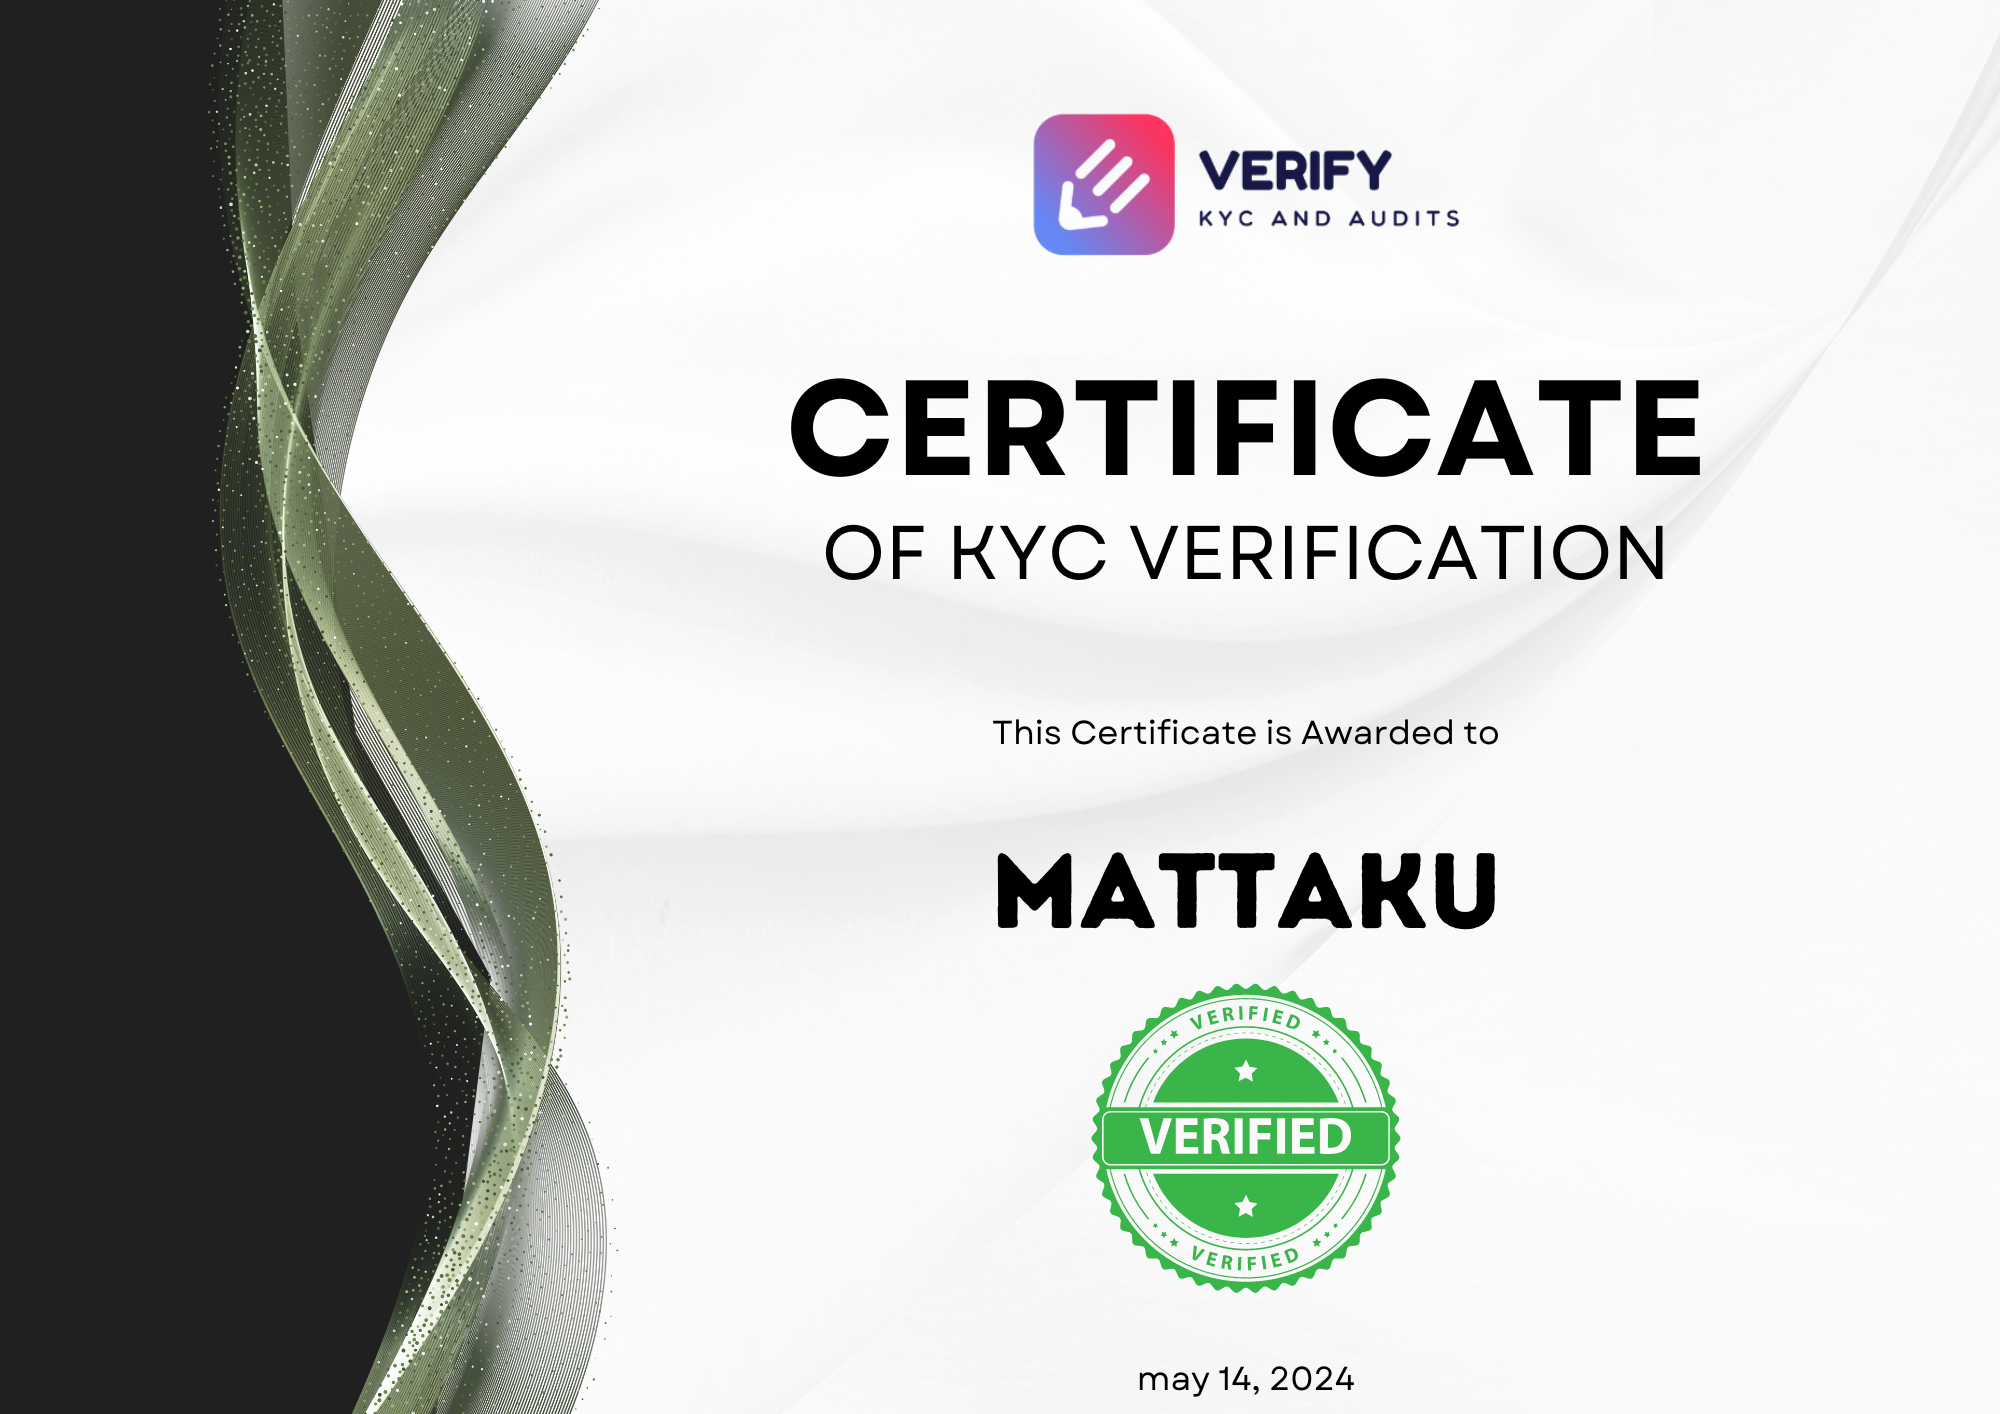 VERIFY
KYC AND AUDITS
CERTIFICATE
OF KYC VERIFICATION
This Certificate is Awarded to
MATTAKU
VERIFIED
VERIFIED
VERIFIED
may 14, 2024